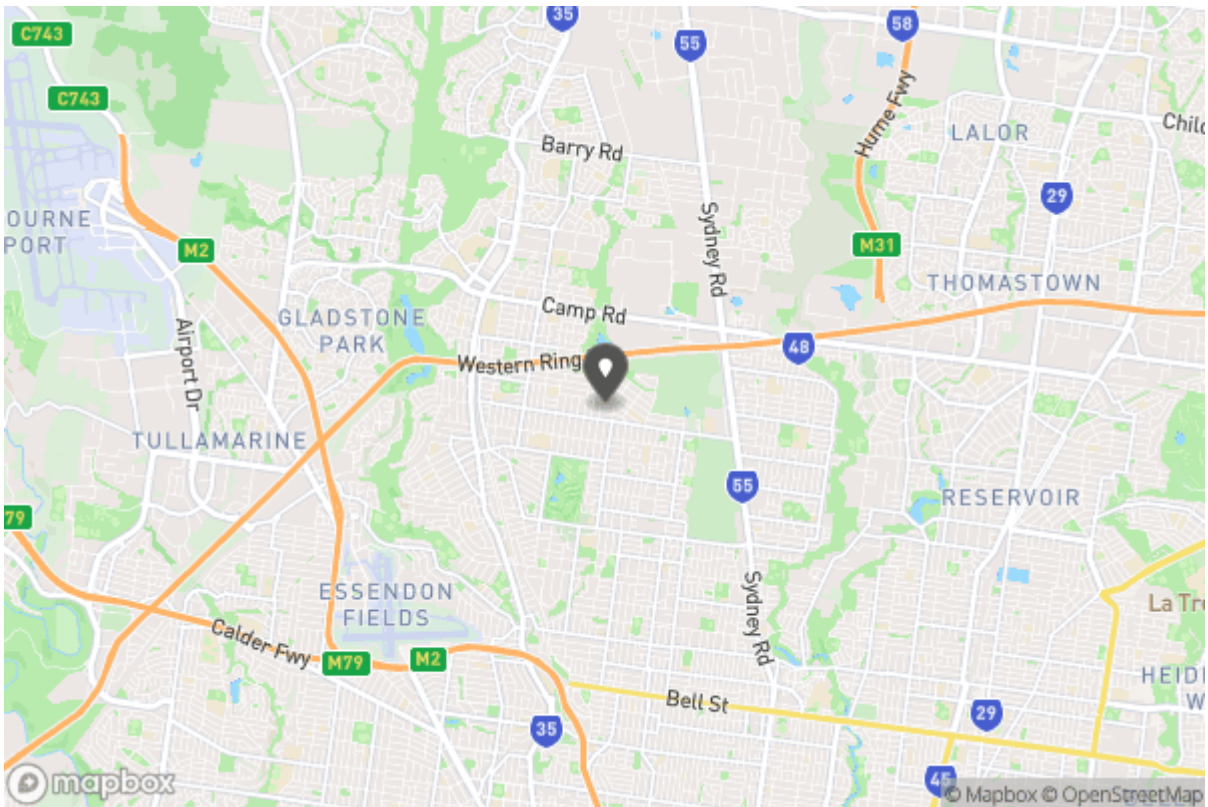 C743
35
58
55
C743
Hume Fwy
LALOR
Barry Rd
29
OURNE
PORT
M2
Sydney Rd
M31
THOMASTOWN
Camp Rd
GLADSTONE
PARK
Airport Dr
48
Western Ring
TULLAMARINE
55
RESERVOIR
79
ESSENDON
FIELDS
Sydney Rd
La Tr
Calder Fwy
M79
M2
HEID
W
Bell St
29
35
45
mapbox
© Mapbox © OpenStreetMap